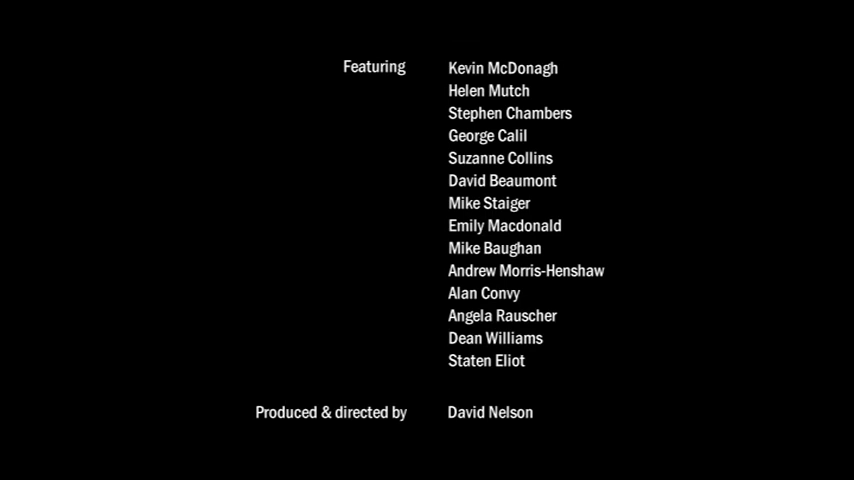 Featuring Kevin McDonagh
Helen Mutch
Stephen Chambers
George Calil
Suzanne Collins
David Beaumont
Mike Staiger
Emily Macdonald
Mike Baughan
Andrew Morris-Henshaw
Alan Convy
Angela Rauscher
Dean Williams
Staten Eliot
Produced & directed by David Nelson